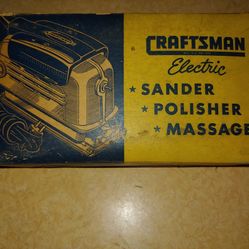 CRAFTSMAN
Electric
★ SANDER
★ POLISHER
★ MASSAGE